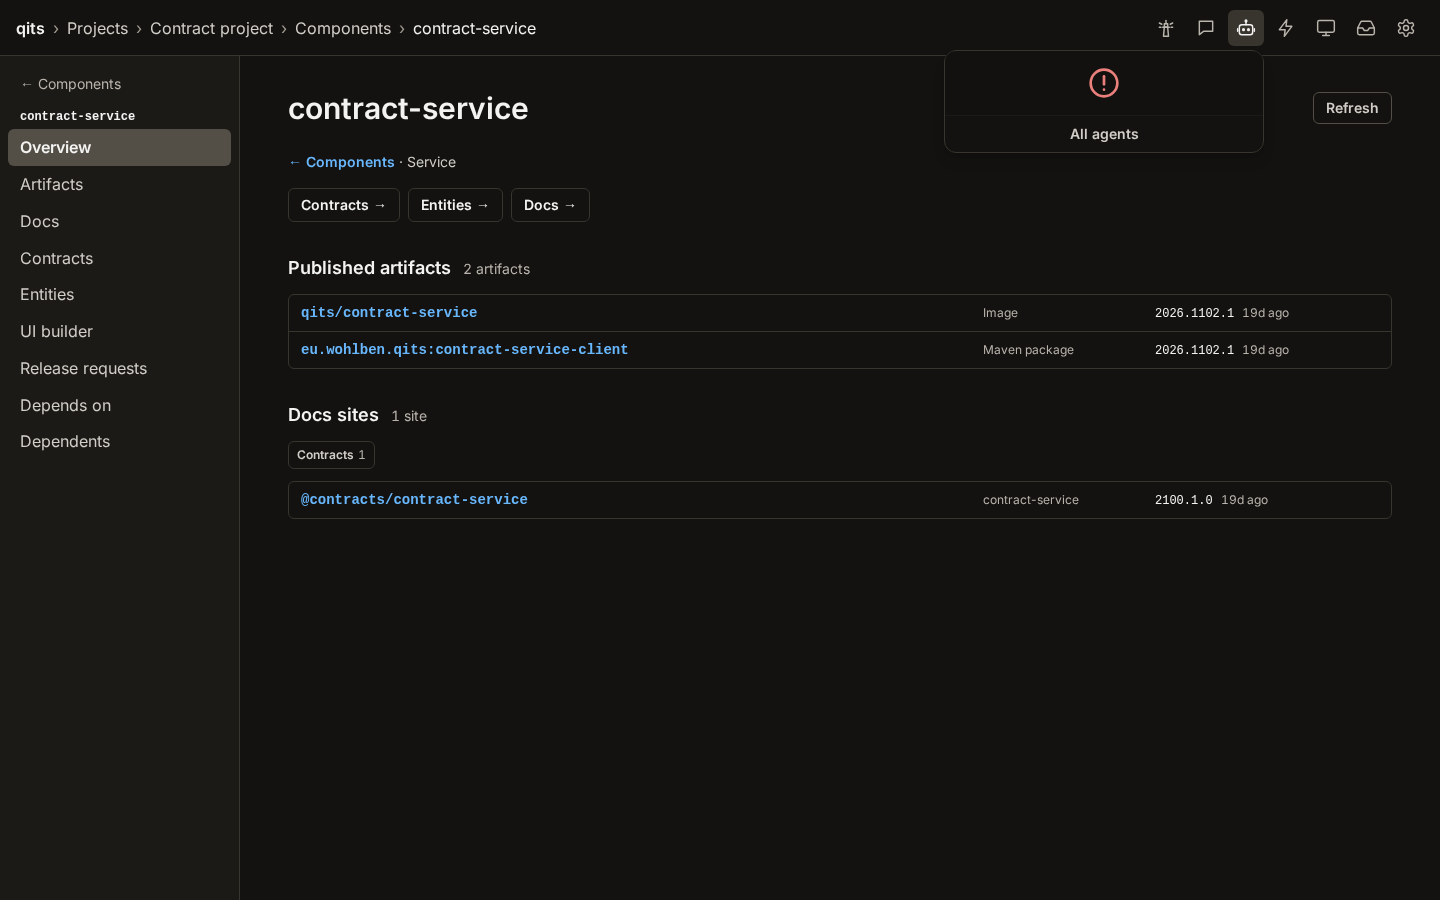 qits › Projects › Contract project › Components › contract-service
← Components
contract-service
Overview
Artifacts
Docs
Contracts
Entities
UI builder
Release requests
Depends on
Dependents
All agents
contract-service
Refresh
← Components · Service
Contracts → Entities → Docs →
Published artifacts 2 artifacts
qits/contract-service Image 2026.1102.1 19d ago
eu.wohlben.qits:contract-service-client Maven package 2026.1102.1 19d ago
Docs sites 1 site
Contracts 1
@contracts/contract-service contract-service 2100.1.0 19d ago